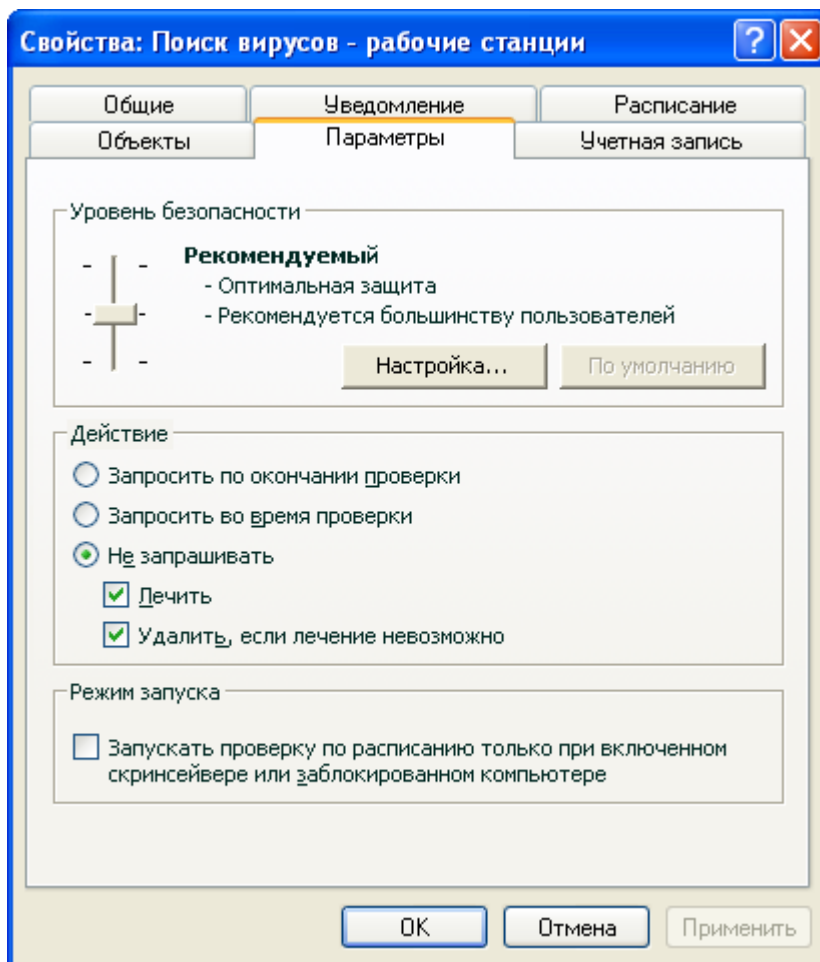 Свойства: Поиск вирусов - рабочие станции
Общие
Уведомление
Расписание
Объекты
Параметры
Учетная запись
Уровень безопасности
Рекомендуемый
- Оптимальная защита
- Рекомендуется большинству пользователей
Настройка...
По умолчанию
Действие
Запросить по окончании проверки
Запросить во время проверки
Не запрашивать
Лечить
Удалить, если лечение невозможно
Режим запуска
Запускать проверку по расписанию только при включенном
скринсейвере или заблокированном компьютере
OK
Отмена
Применить